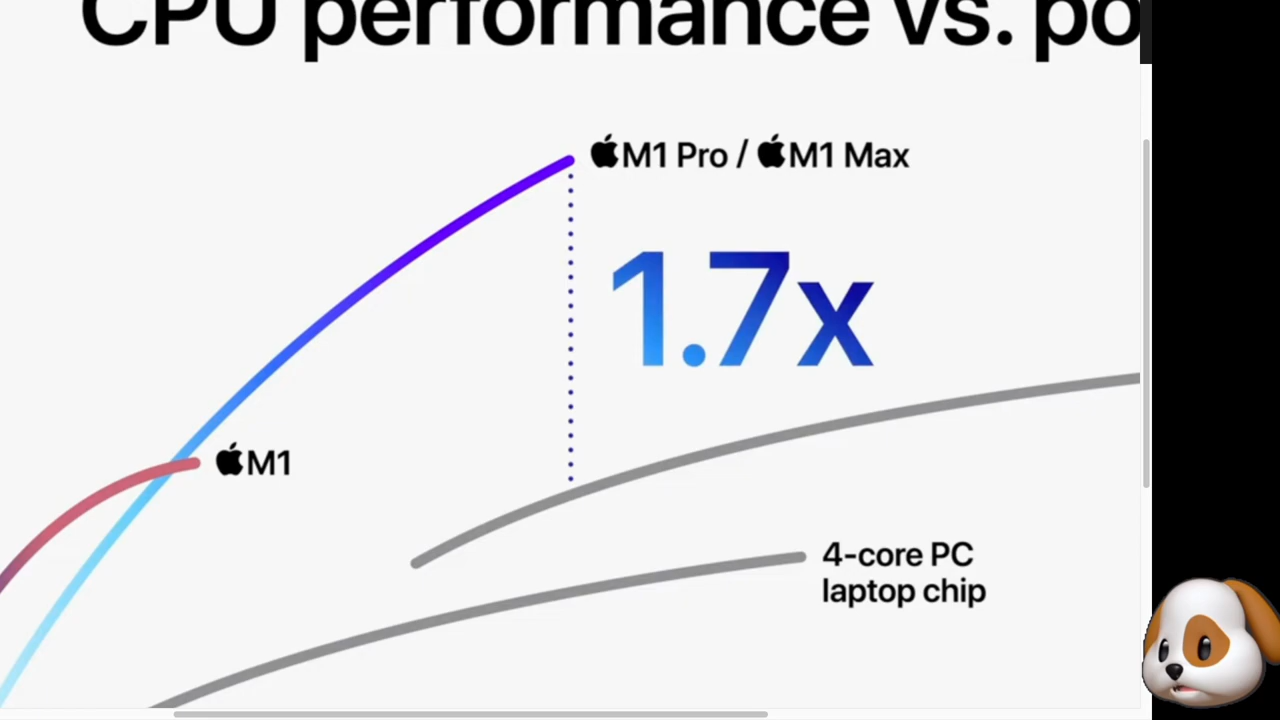 CPU performance vs. po
M1 Pro / M1 Max
1.7x
M1
4-core PC
laptop chip